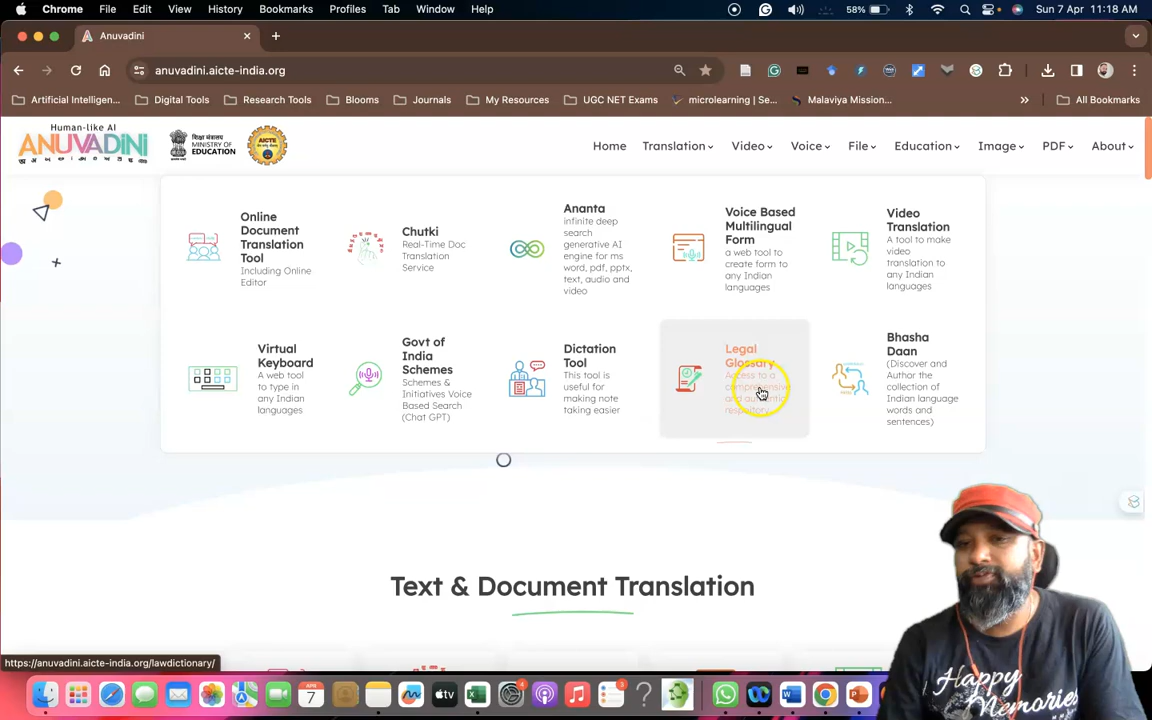 Chrome File Edit View History Bookmarks Profiles Tab Window Help 58% Sun 7 Apr 11:18 AM
Anuvadini
anuvadini.aicte-india.org
Artificial Intelligen... Digital Tools Research Tools Blooms Journals My Resources UGC NET Exams microlearning | Se... Malaviya Mission... All Bookmarks
Human-like AI
ANUVADINI
शिक्षा मंत्रालय
MINISTRY OF
EDUCATION
AICTE
Home Translation Video Voice File Education Image PDF About
Online
Document
Translation
Tool
Including Online
Editor
Chutki
Real-Time Doc
Translation
Service
Ananta
infinite deep
search
generative AI
engine for ms
word, pdf, pptx,
text, audio and
video
Voice Based
Multilingual
Form
a web tool to
create form to
any Indian
languages
Video
Translation
A tool to make
video
translation to
any Indian
languages
Virtual
Keyboard
A web tool
to type in
any Indian
languages
Govt of
India
Schemes
Schemes &
Initiatives Voice
Based Search
(Chat GPT)
Dictation
Tool
This tool is
useful for
making note
taking easier
Legal
Glossary
Access to a
comprehensive
and authentic
repository.
Bhasha
Daan
(Discover and
Author the
collection of
Indian language
words and
sentences)
Text & Document Translation
https://anuvadini.aicte-india.org/lawdictionary/
Happy
Memories